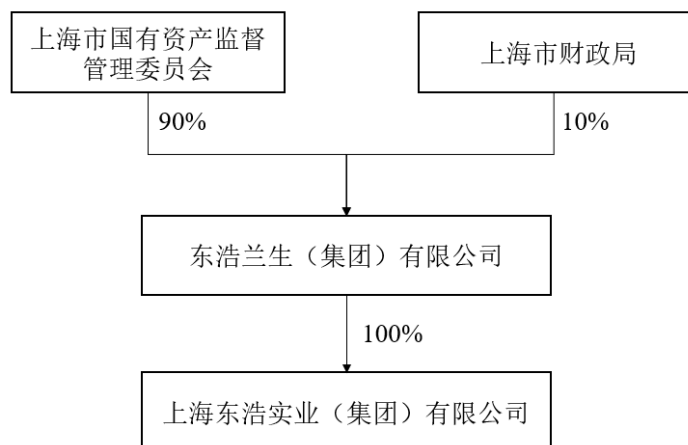 上海市国有资产监督
管理委员会
上海市财政局
90%
10%
东浩兰生（集团）有限公司
100%
上海东浩实业（集团）有限公司